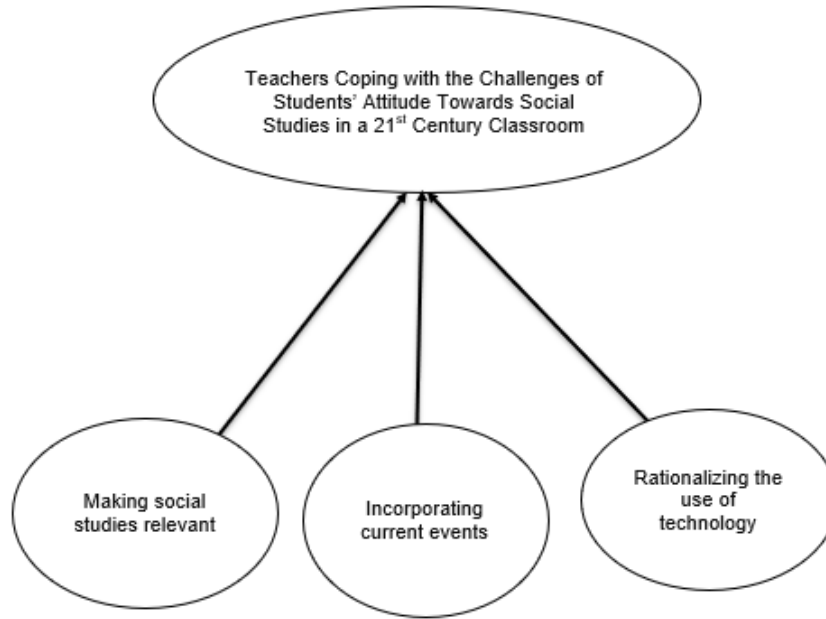 Teachers Coping with the Challenges of
Students’ Attitude Towards Social
Studies in a 21st Century Classroom
Making social
studies relevant
Incorporating
current events
Rationalizing the
use of
technology